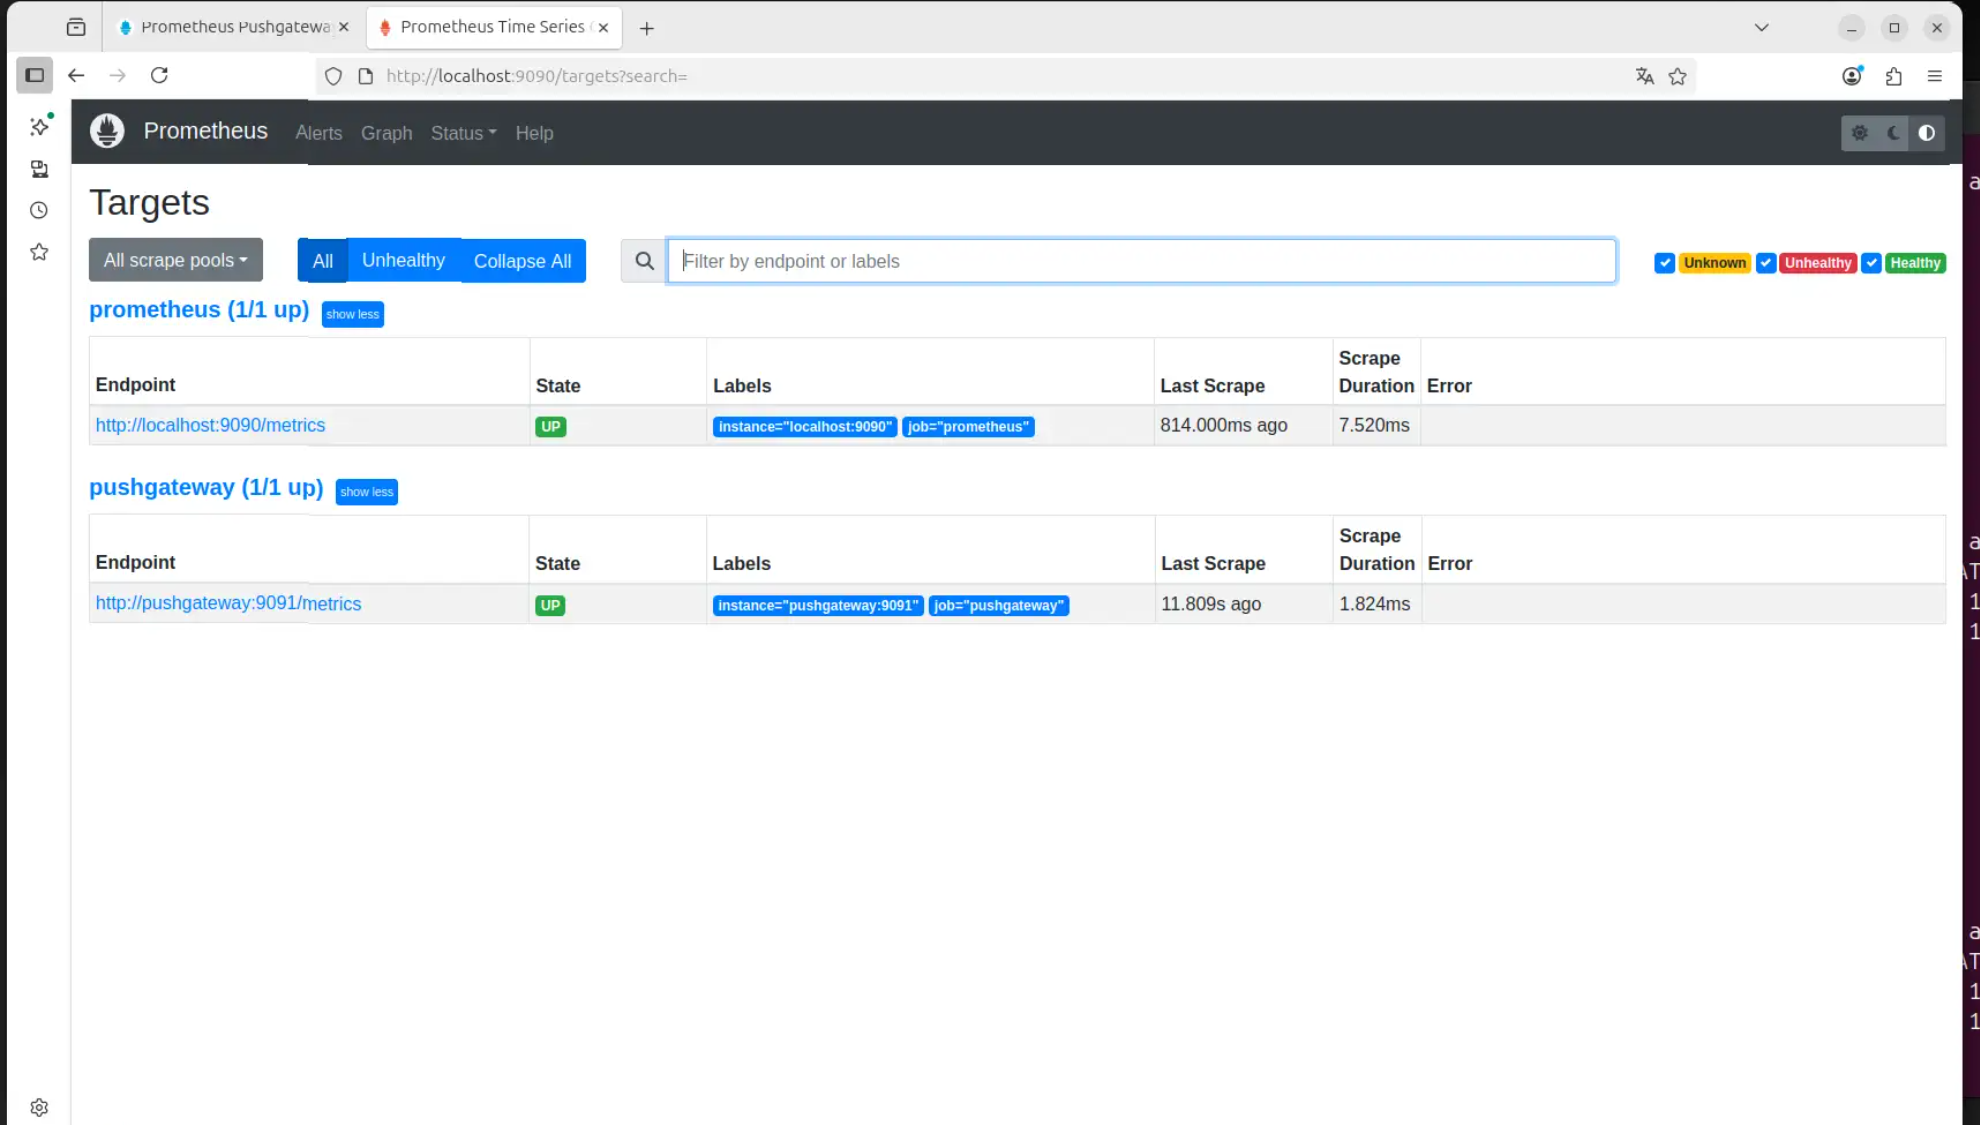 Prometheus Pushgatewa
Prometheus Time Series
http://localhost:9090/targets?search=
Prometheus Alerts Graph Status Help
Targets
All scrape pools All Unhealthy Collapse All Filter by endpoint or labels Unknown Unhealthy Healthy
prometheus (1/1 up) show less
Endpoint State Labels Last Scrape Scrape Duration Error
http://localhost:9090/metrics UP instance="localhost:9090" job="prometheus" 814.000ms ago 7.520ms
pushgateway (1/1 up) show less
Endpoint State Labels Last Scrape Scrape Duration Error
http://pushgateway:9091/metrics UP instance="pushgateway:9091" job="pushgateway" 11.809s ago 1.824ms